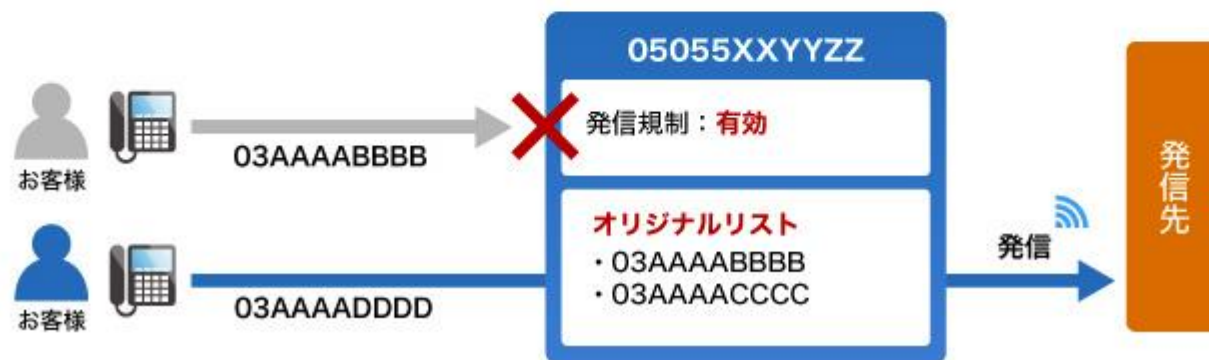 05055XXYYZZ
発信規制：有効
03AAAABBBB
お客様
オリジナルリスト
・03AAAABBBB
・03AAAACCCC
03AAAADDDD
お客様
発信
発信先